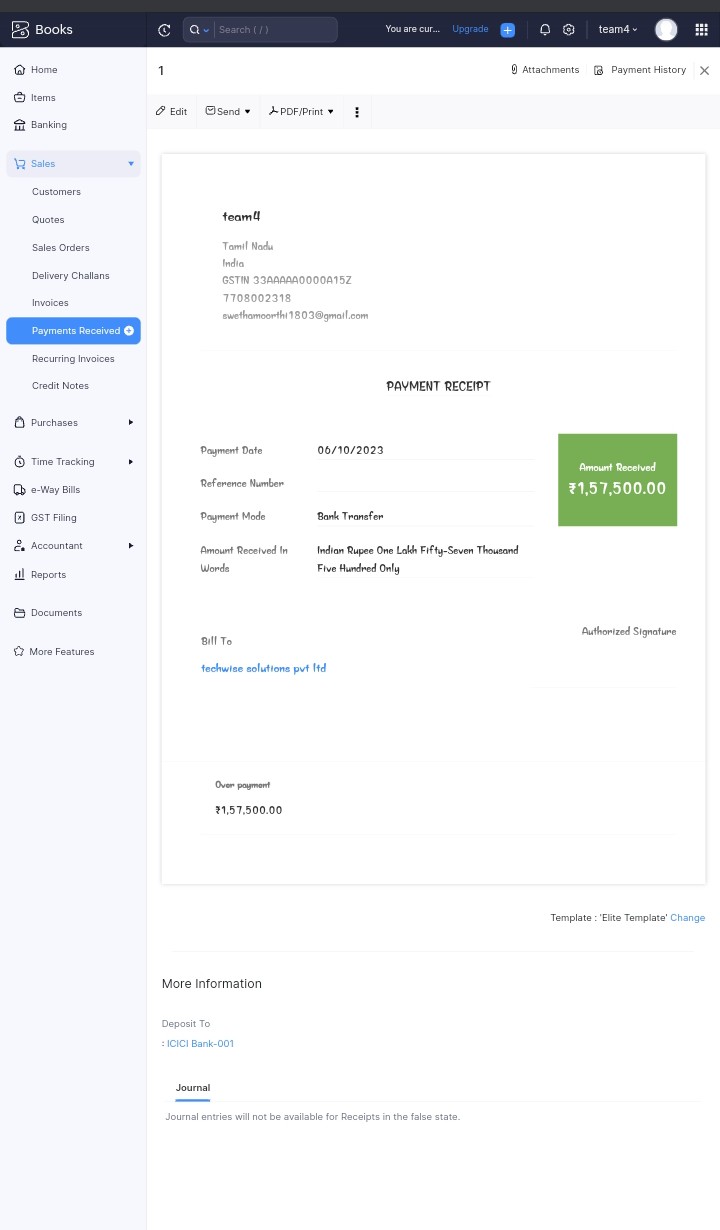 Books
Search ( / )
You are cur... Upgrade
team4
Home
Items
Banking
Sales
Customers
Quotes
Sales Orders
Delivery Challans
Invoices
Payments Received
Recurring Invoices
Credit Notes
Purchases
Time Tracking
e-Way Bills
GST Filing
Accountant
Reports
Documents
More Features
1
Attachments
Payment History
Edit
Send
PDF/Print
team4
Tamil Nadu
India
GSTIN 33AAAAA0000A15Z
7708002318
swethamoorthi1803@gmail.com
PAYMENT RECEIPT
Payment Date 06/10/2023
Reference Number
Payment Mode Bank Transfer
Amount Received In Words
Indian Rupee One Lakh Fifty-Seven Thousand
Five Hundred Only
Amount Received
₹1,57,500.00
Authorized Signature
Bill To
techwise solutions pvt ltd
Over payment
₹1,57,500.00
Template : 'Elite Template' Change
More Information
Deposit To
: ICICI Bank-001
Journal
Journal entries will not be available for Receipts in the false state.